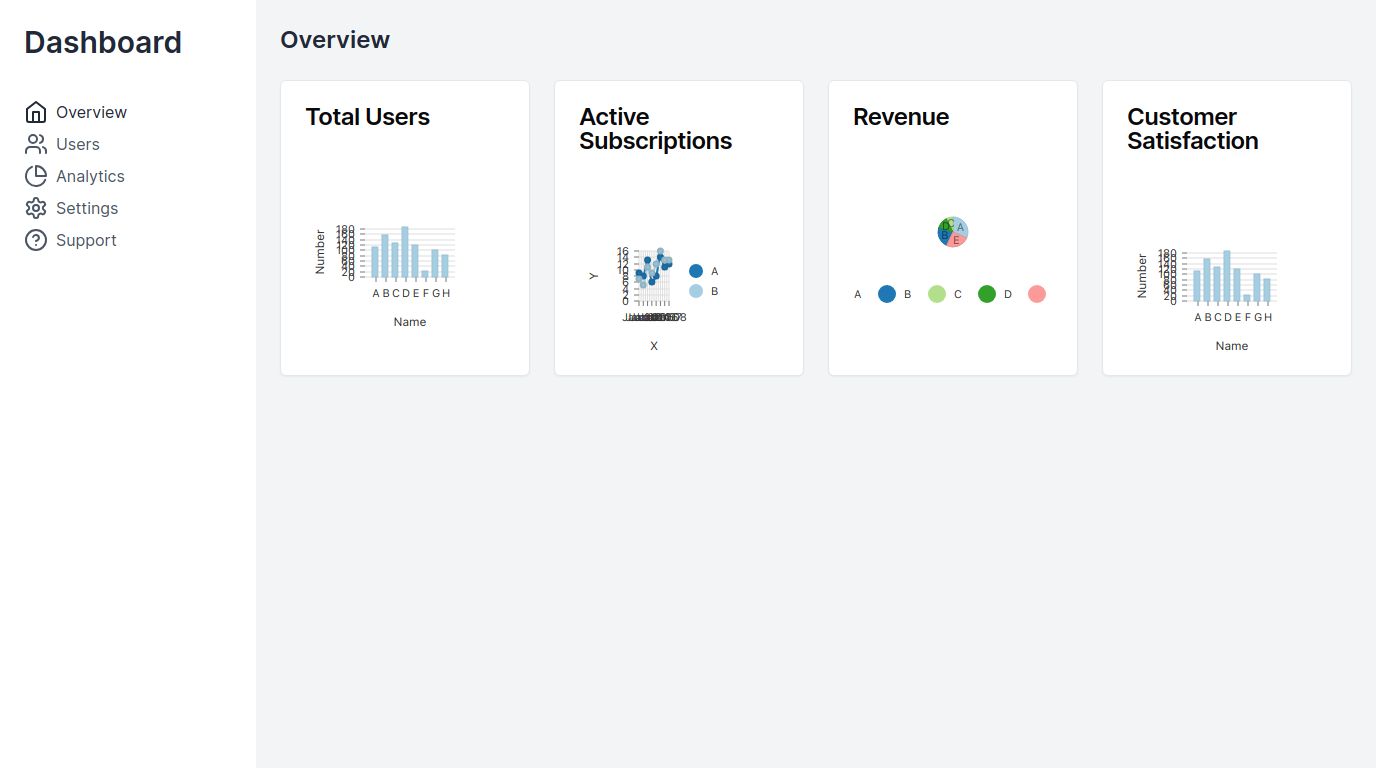 Dashboard
Overview
Users
Analytics
Settings
Support
Overview
Total Users
Number
180
160
140
120
100
80
60
40
20
0
A B C D E F G H
Name
Active
Subscriptions
Y
16
14
12
10
8
6
4
2
0
X
A
B
Revenue
A
B
C
D
E
A B C D
Customer
Satisfaction
Number
180
160
140
120
100
80
60
40
20
0
A B C D E F G H
Name